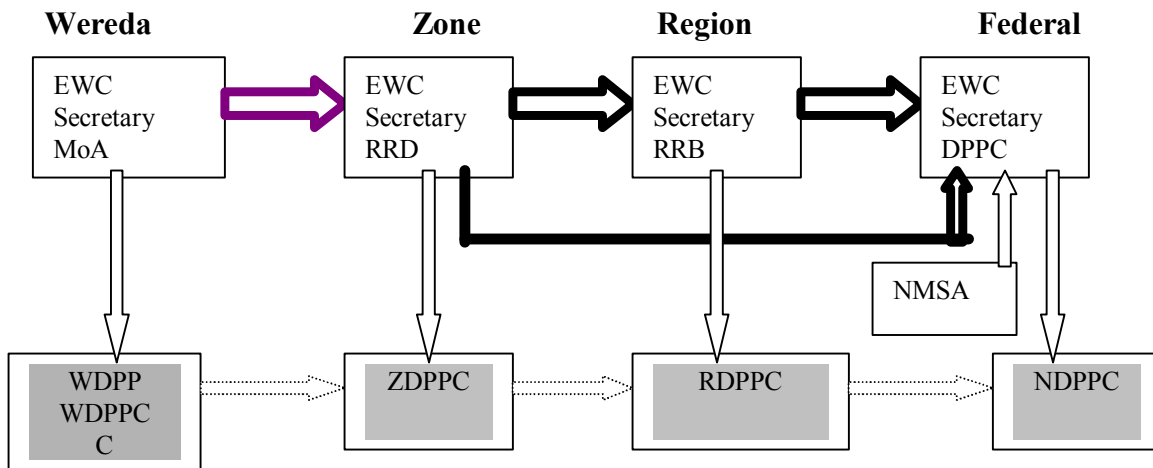 Wereda
Zone
Region
Federal
EWC
Secretary
MoA
EWC
Secretary
RRD
EWC
Secretary
RRB
EWC
Secretary
DPPC
NMSA
WDPP
WDPPC
C
ZDPPC
RDPPC
NDPPC